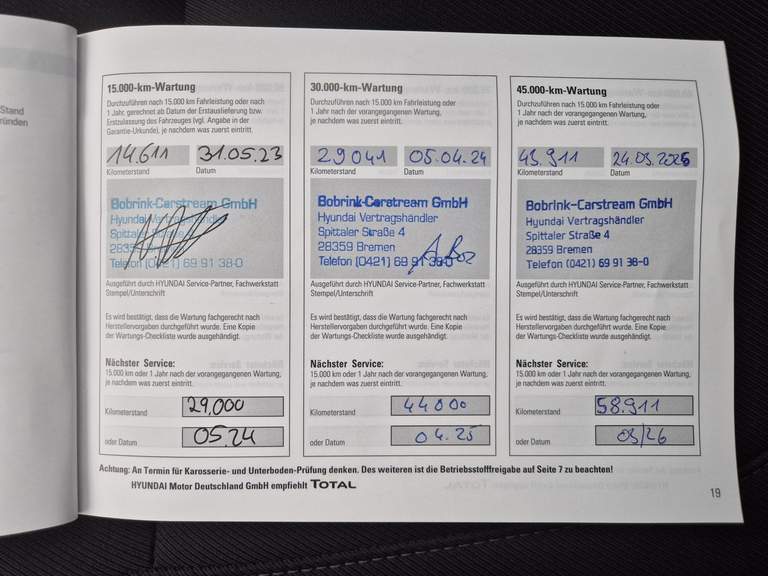 Stand
ründen
15.000-km-Wartung
Durchzuführen nach 15.000 km Fahrleistung oder nach
1 Jahr, gerechnet ab Datum der Erstauslieferung bzw.
Erstzulassung des Fahrzeuges (vgl. Angabe in der
Garantie-Urkunde), je nachdem was zuerst eintritt.
14.611 31.05.23
Kilometerstand Datum
Bobrink-Carstream GmbH
Hyundai Vertragshändler
Spittaler Straße 4
28359 Bremen
Telefon (0421) 69 91 38-0
Ausgeführt durch HYUNDAI Service-Partner, Fachwerkstatt
Stempel/Unterschrift
Es wird bestätigt, dass die Wartung fachgerecht nach
Herstellervorgaben durchgeführt wurde. Eine Kopie
der Wartungs-Checkliste wurde ausgehändigt.
Nächster Service:
15.000 km oder 1 Jahr nach der vorangegangenen Wartung,
je nachdem was zuerst eintritt.
Kilometerstand 29.000
oder Datum 05.24
30.000-km-Wartung
Durchzuführen nach 15.000 km Fahrleistung oder
1 Jahr nach der vorangegangenen Wartung,
je nachdem was zuerst eintritt.
29041 05.04.24
Kilometerstand Datum
Bobrink-Carstream GmbH
Hyundai Vertragshändler
Spittaler Straße 4
28359 Bremen
Telefon (0421) 69 91 38-0
Ausgeführt durch HYUNDAI Service-Partner, Fachwerkstatt
Stempel/Unterschrift
Es wird bestätigt, dass die Wartung fachgerecht nach
Herstellervorgaben durchgeführt wurde. Eine Kopie
der Wartungs-Checkliste wurde ausgehändigt.
Nächster Service:
15.000 km oder 1 Jahr nach der vorangegangenen Wartung,
je nachdem was zuerst eintritt.
Kilometerstand 44000
oder Datum 04.25
45.000-km-Wartung
Durchzuführen nach 15.000 km Fahrleistung oder
1 Jahr nach der vorangegangenen Wartung,
je nachdem was zuerst eintritt.
43.911 24.03.2025
Kilometerstand Datum
Bobrink-Carstream GmbH
Hyundai Vertragshändler
Spittaler Straße 4
28359 Bremen
Telefon (0421) 69 91 38-0
Ausgeführt durch HYUNDAI Service-Partner, Fachwerkstatt
Stempel/Unterschrift
Es wird bestätigt, dass die Wartung fachgerecht nach
Herstellervorgaben durchgeführt wurde. Eine Kopie
der Wartungs-Checkliste wurde ausgehändigt.
Nächster Service:
15.000 km oder 1 Jahr nach der vorangegangenen Wartung,
je nachdem was zuerst eintritt.
Kilometerstand 58.911
oder Datum 03/26
Achtung: An Termin für Karosserie- und Unterboden-Prüfung denken. Des weiteren ist die Betriebsstofffreigabe auf Seite 7 zu beachten!
HYUNDAI Motor Deutschland GmbH empfiehlt TOTAL
19